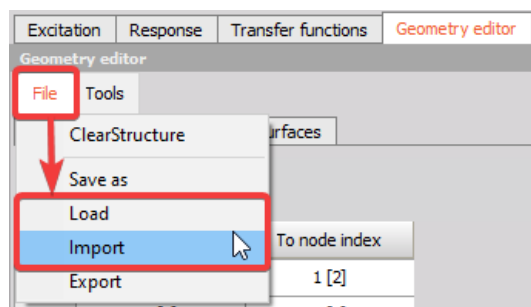 Excitation Response Transfer functions Geometry editor
Geometry editor
File Tools
ClearStructure
Save as
Load
Import
Export
To node index
1 [2]